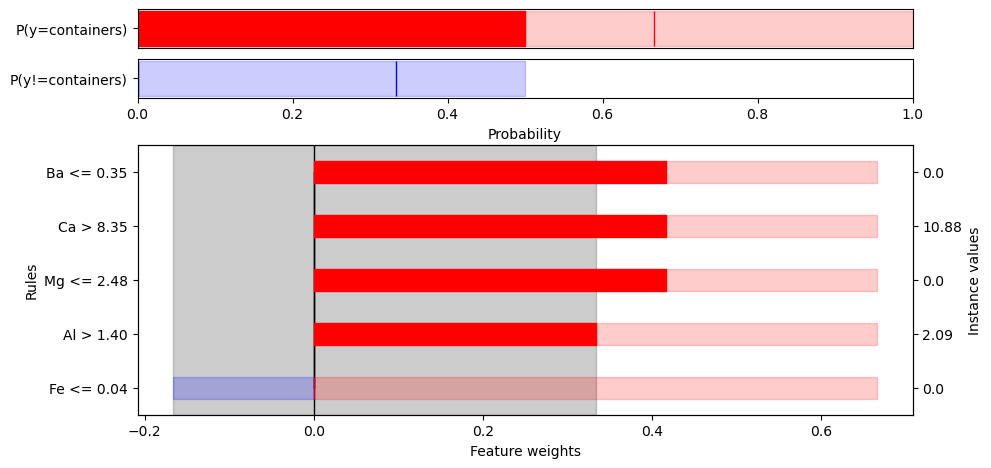 P(y=containers)
P(y!=containers)
0.0 0.2 0.4 0.6 0.8 1.0
Probability
Rules
Ba <= 0.35 0.0
Ca > 8.35 10.88
Mg <= 2.48 0.0
Al > 1.40 2.09
Fe <= 0.04 0.0
Instance values
−0.2 0.0 0.2 0.4 0.6
Feature weights